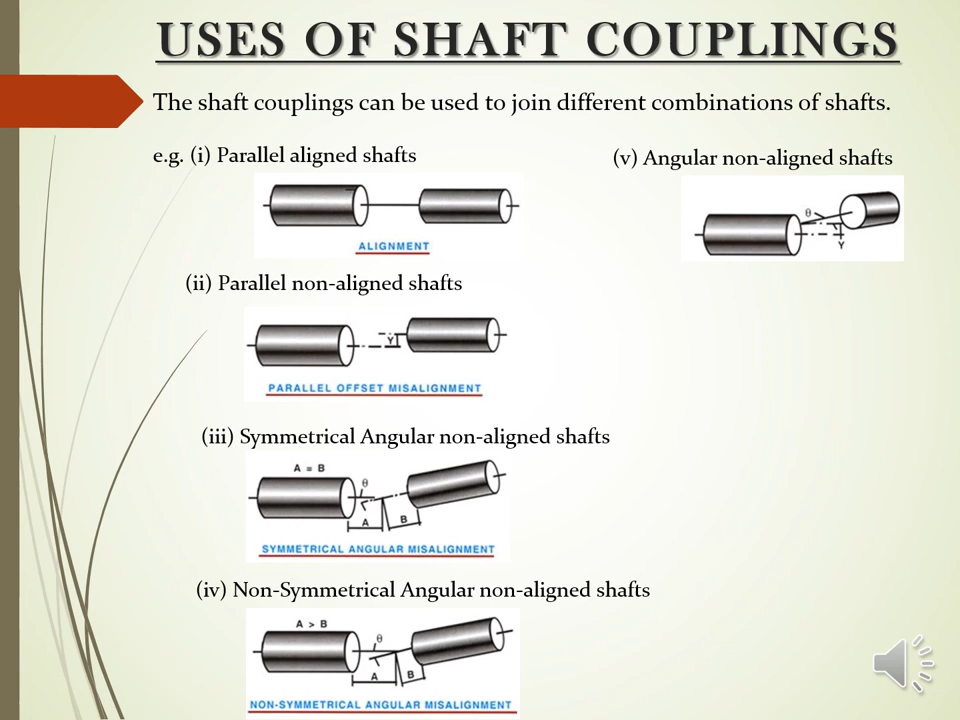 USES OF SHAFT COUPLINGS
The shaft couplings can be used to join different combinations of shafts.
e.g. (i) Parallel aligned shafts
ALIGNMENT
(ii) Parallel non-aligned shafts
Y
PARALLEL OFFSET MISALIGNMENT
(iii) Symmetrical Angular non-aligned shafts
A = B
θ
A B
SYMMETRICAL ANGULAR MISALIGNMENT
(iv) Non-Symmetrical Angular non-aligned shafts
A > B
θ
A B
NON-SYMMETRICAL ANGULAR MISALIGNMENT
(v) Angular non-aligned shafts
θ
Y